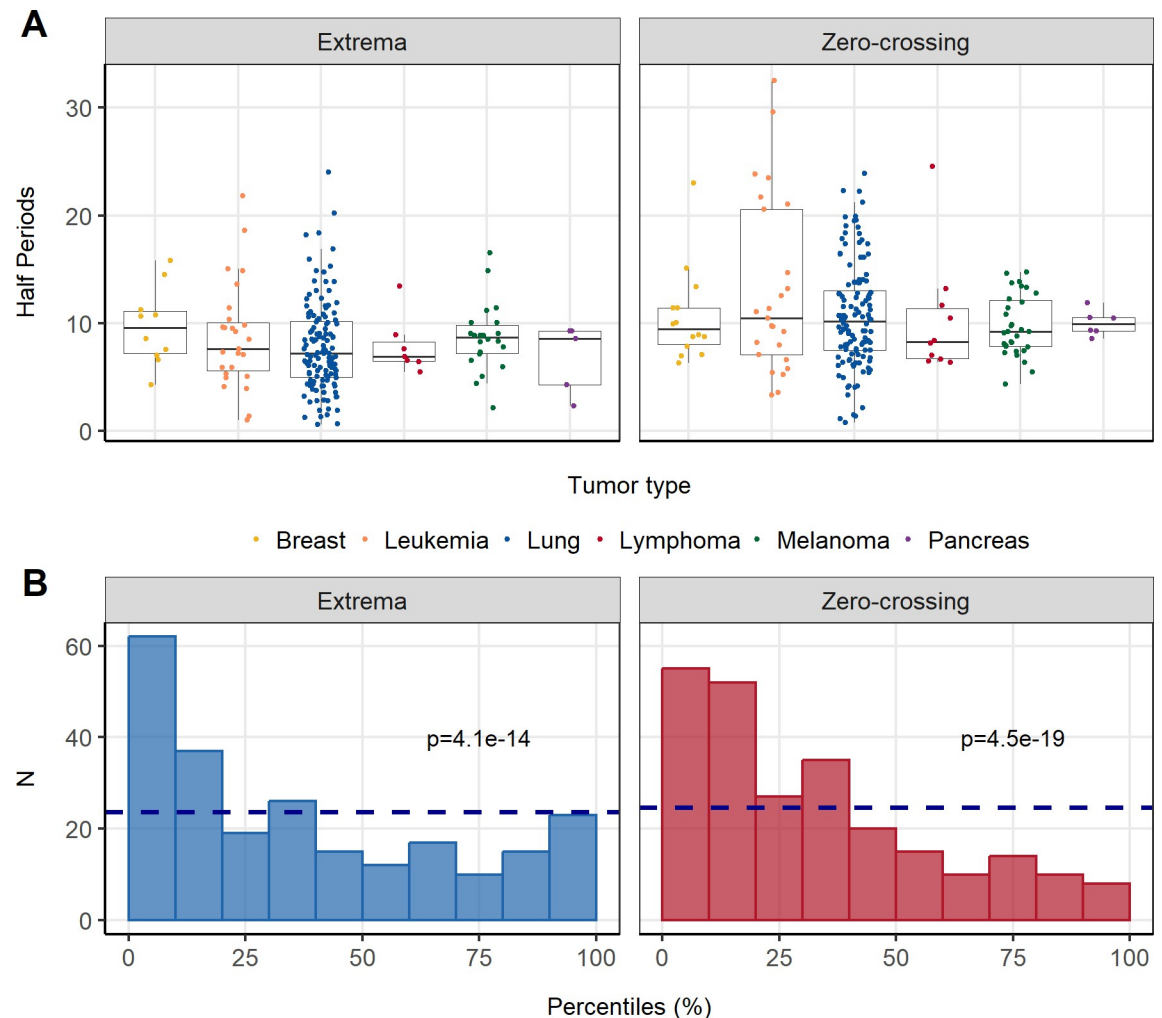 A
Extrema Zero-crossing
30
20
10
0
Half Periods
Tumor type
Breast Leukemia Lung Lymphoma Melanoma Pancreas
B
Extrema Zero-crossing
60
40
20
0
N
p=4.1e-14 p=4.5e-19
0 25 50 75 100 0 25 50 75 100
Percentiles (%)